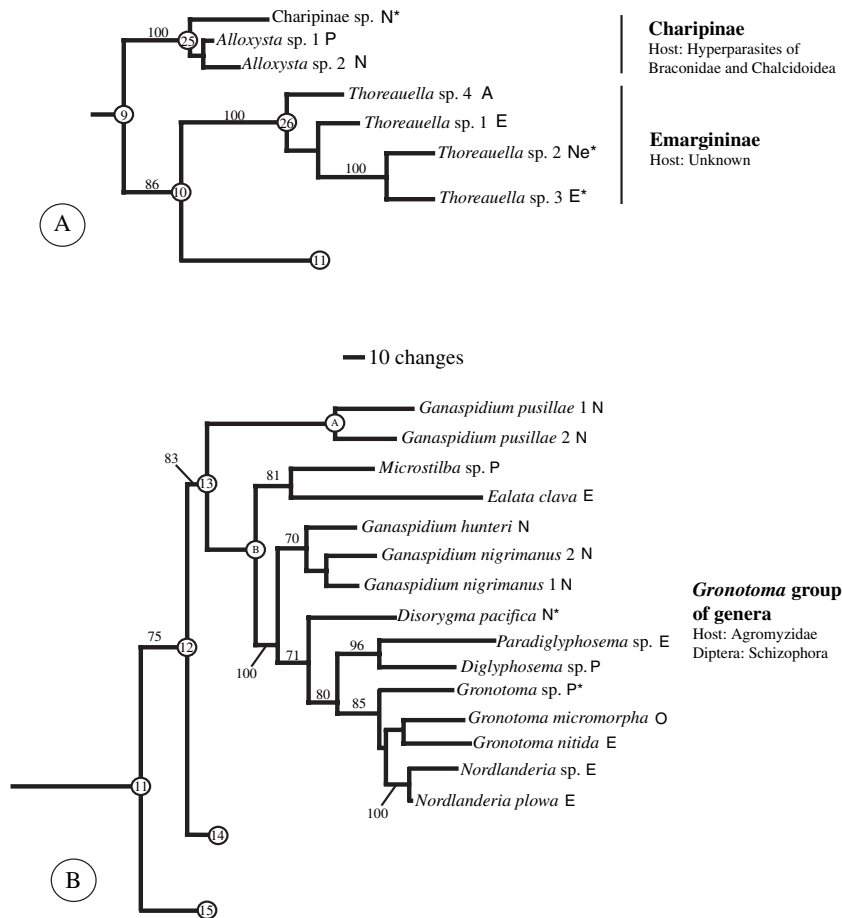 Charipinae sp. N*
100
25
Alloxysta sp. 1 P
Alloxysta sp. 2 N
Charipinae
Host: Hyperparasites of
Braconidae and Chalcidoidea
9
Thoreauella sp. 4 A
100
26
Thoreauella sp. 1 E
Emargininae
Host: Unknown
Thoreauella sp. 2 Ne*
100
86
10
Thoreauella sp. 3 E*
A
11
10 changes
Ganaspidium pusillae 1 N
A
Ganaspidium pusillae 2 N
83
13
Microstilba sp. P
81
Ealata clava E
Ganaspidium hunteri N
70
B
Ganaspidium nigrimanus 2 N
Ganaspidium nigrimanus 1 N
Gronotoma group
of genera
Host: Agromyzidae
Diptera: Schizophora
Disorygma pacifica N*
75
12
100
71
96
Paradiglyphosema sp. E
Diglyphosema sp. P
80
85
Gronotoma sp. P*
Gronotoma micromorpha O
Gronotoma nitida E
Nordlanderia sp. E
11
100
Nordlanderia plowa E
14
B
15